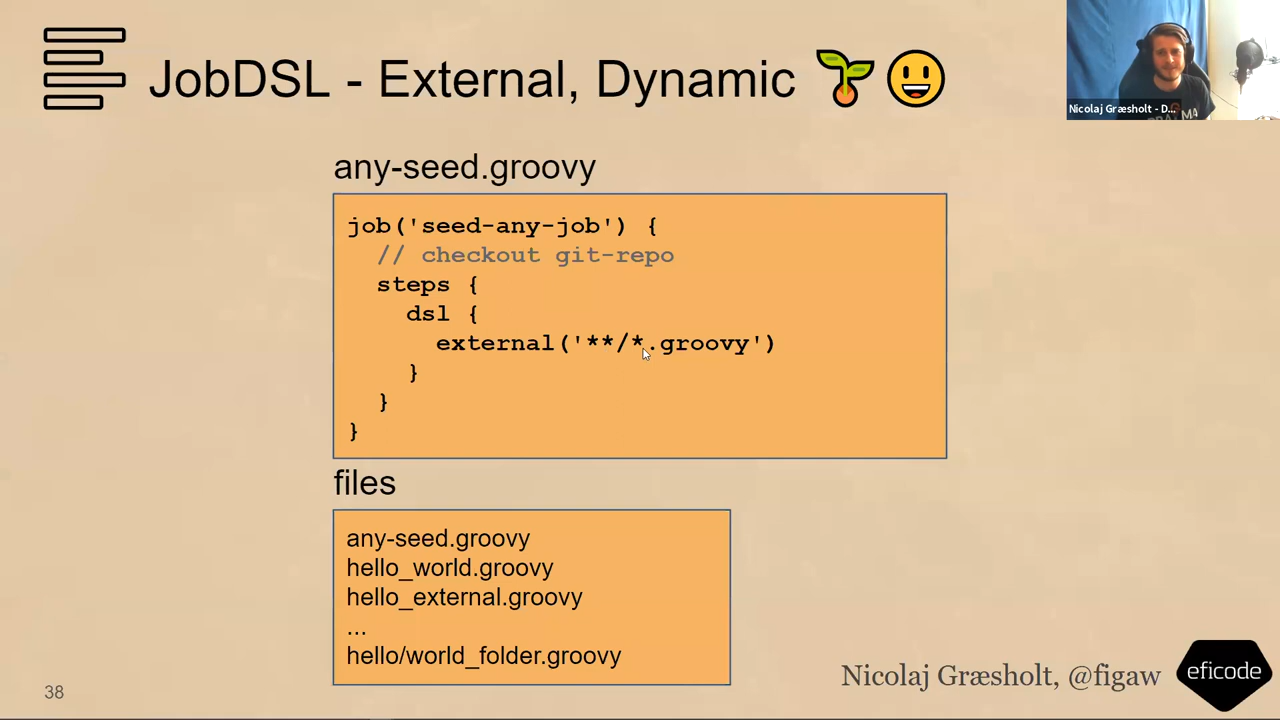 JobDSL - External, Dynamic
Nicolaj Græsholt - D...
any-seed.groovy
job('seed-any-job') {
// checkout git-repo
steps {
dsl {
external('**/*.groovy')
}
}
}
files
any-seed.groovy
hello_world.groovy
hello_external.groovy
...
hello/world_folder.groovy
38
Nicolaj Græsholt, @figaw
eficode